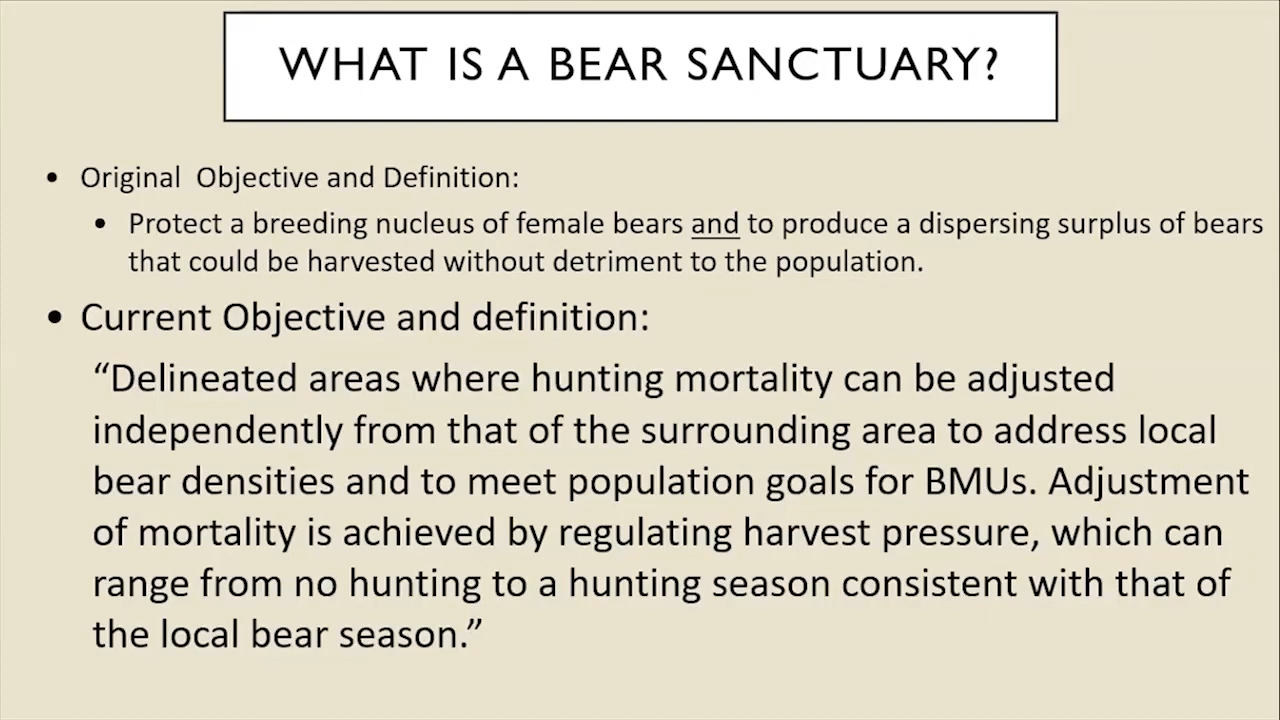 WHAT IS A BEAR SANCTUARY?
• Original  Objective and Definition:
• Protect a breeding nucleus of female bears and to produce a dispersing surplus of bears
that could be harvested without detriment to the population.
• Current Objective and definition:
“Delineated areas where hunting mortality can be adjusted
independently from that of the surrounding area to address local
bear densities and to meet population goals for BMUs. Adjustment
of mortality is achieved by regulating harvest pressure, which can
range from no hunting to a hunting season consistent with that of
the local bear season.”